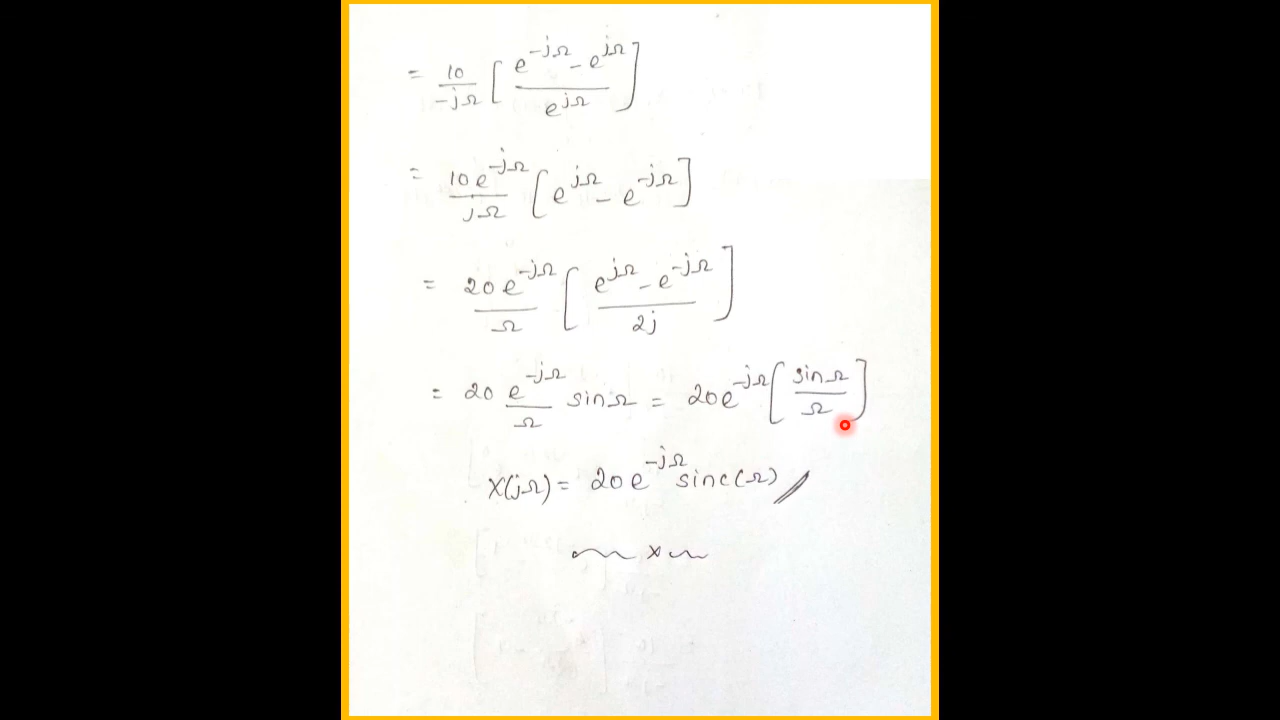 = 10/-jΩ [ e^-jΩ - e^jΩ / e^jΩ ]
= 10e^-jΩ/jΩ [ e^jΩ - e^-jΩ ]
= 20e^-jΩ/Ω [ e^jΩ - e^-jΩ / 2j ]
= 20 e^-jΩ/Ω sinΩ = 20e^-jΩ [ sinΩ/Ω ]
X(jΩ) = 20e^-jΩ sinc(Ω)